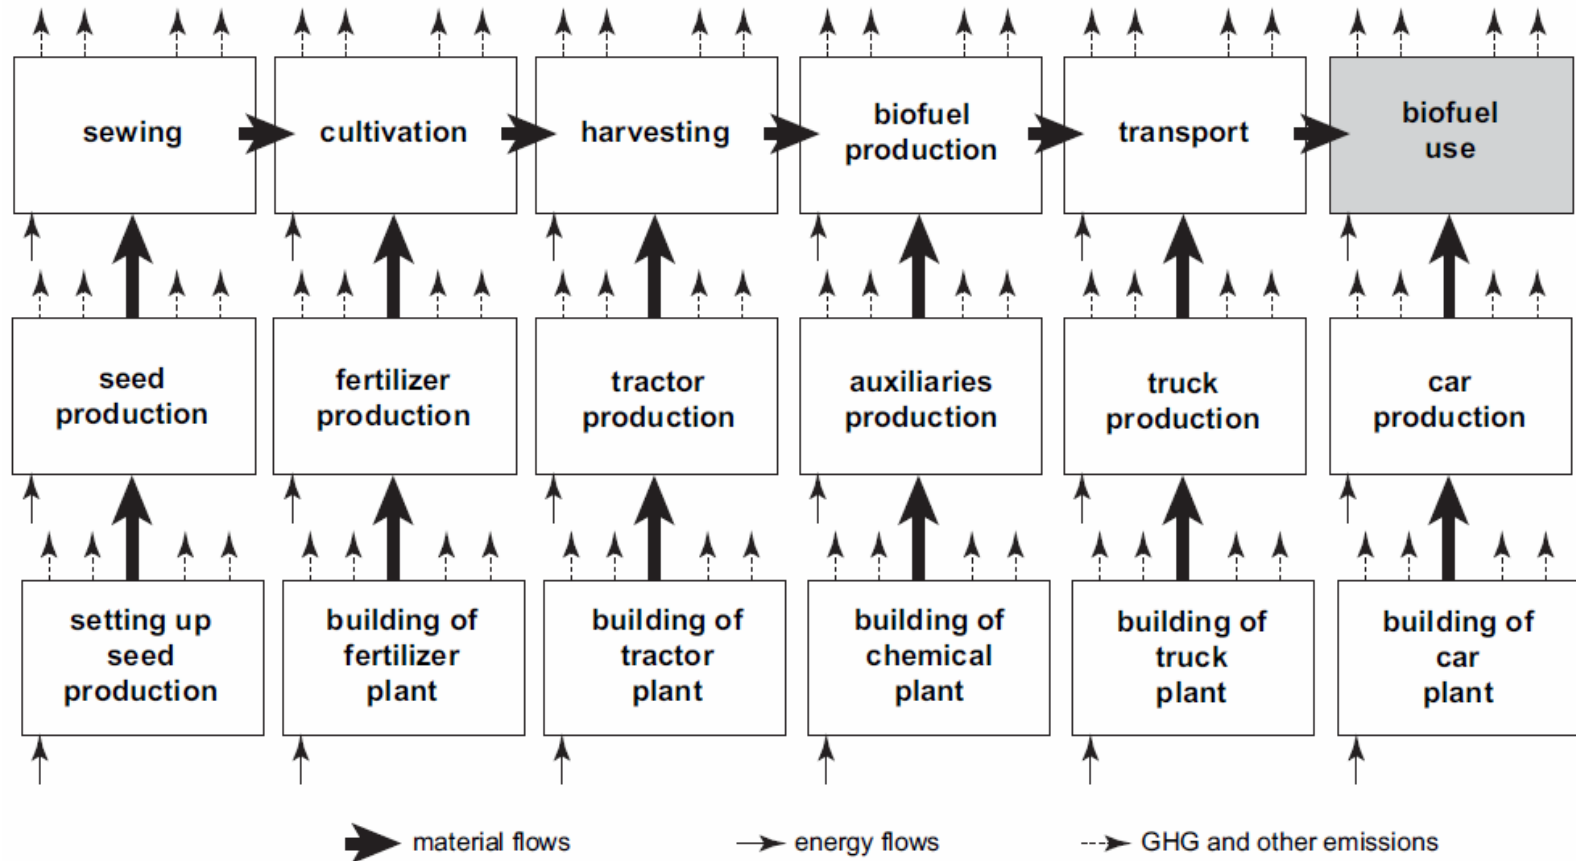 sewing
cultivation
harvesting
biofuel
production
transport
biofuel
use
seed
production
fertilizer
production
tractor
production
auxiliaries
production
truck
production
car
production
setting up
seed
production
building of
fertilizer
plant
building of
tractor
plant
building of
chemical
plant
building of
truck
plant
building of
car
plant
material flows
energy flows
GHG and other emissions